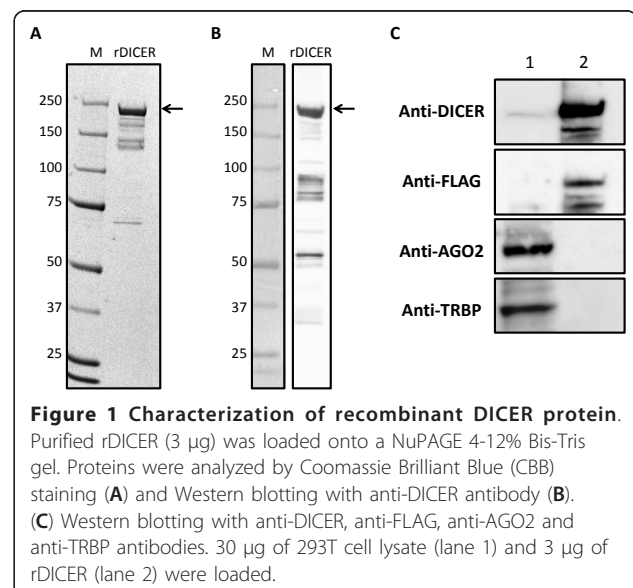 A
B
C
M rDICER
M rDICER
1 2
250
150
100
75
50
37
25
250
150
100
75
50
37
25
Anti-DICER
Anti-FLAG
Anti-AGO2
Anti-TRBP
Figure 1 Characterization of recombinant DICER protein.
Purified rDICER (3 μg) was loaded onto a NuPAGE 4-12% Bis-Tris
gel. Proteins were analyzed by Coomassie Brilliant Blue (CBB)
staining (A) and Western blotting with anti-DICER antibody (B).
(C) Western blotting with anti-DICER, anti-FLAG, anti-AGO2 and
anti-TRBP antibodies. 30 μg of 293T cell lysate (lane 1) and 3 μg of
rDICER (lane 2) were loaded.